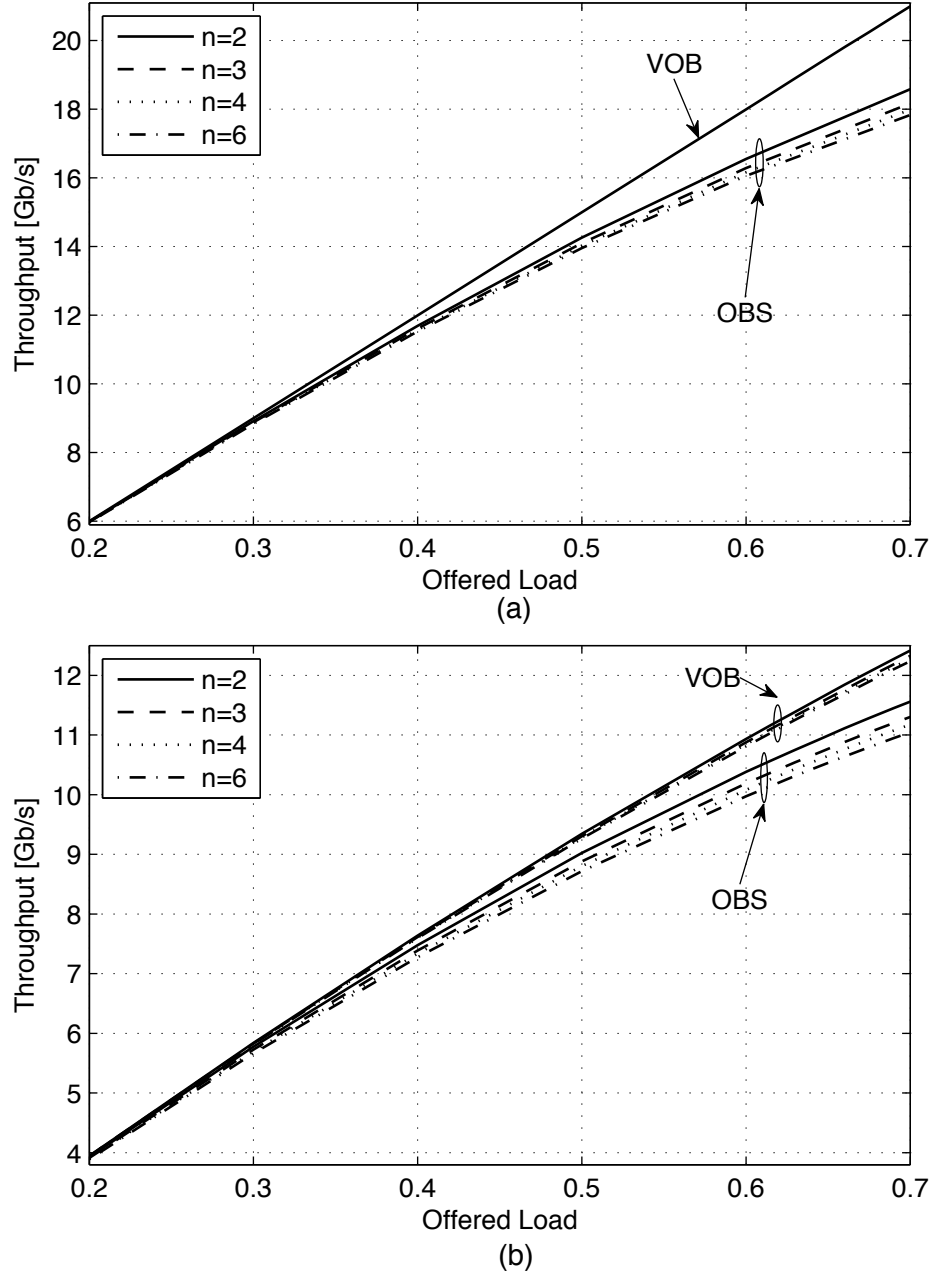 20
18
16
14
12
10
8
6
Throughput [Gb/s]
n=2
n=3
n=4
n=6
VOB
OBS
0.2 0.3 0.4 0.5 0.6 0.7
Offered Load
(a)
12
11
10
9
8
7
6
5
4
Throughput [Gb/s]
n=2
n=3
n=4
n=6
VOB
OBS
0.2 0.3 0.4 0.5 0.6 0.7
Offered Load
(b)